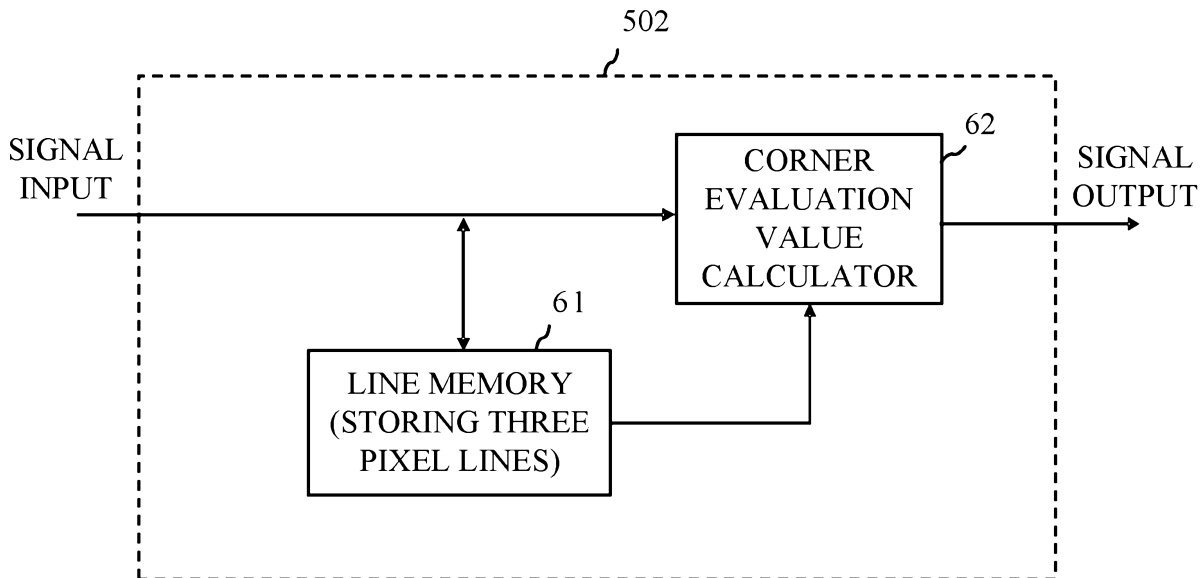 502
SIGNAL
INPUT
62
CORNER
EVALUATION
VALUE
CALCULATOR
SIGNAL
OUTPUT
61
LINE MEMORY
(STORING THREE
PIXEL LINES)